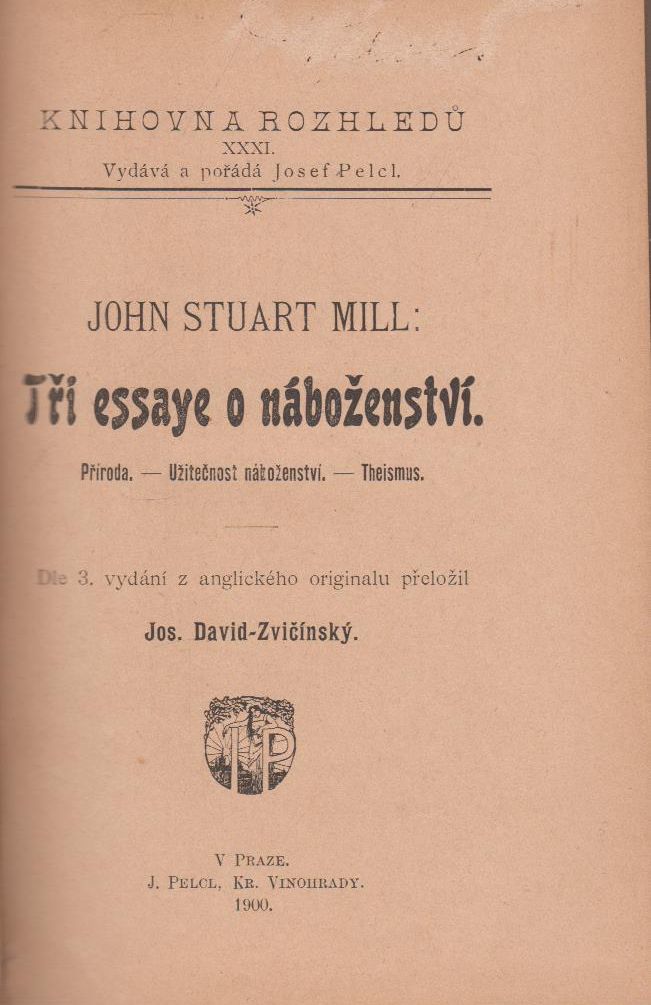 KNIHOVNA ROZHLEDŮ
XXXI.
Vydává a pořádá Josef Pelcl.
JOHN STUART MILL:
Tři essaye o náboženství.
Příroda. — Užitečnost náboženství. — Theismus.
Dle 3. vydání z anglického originalu přeložil
Jos. David-Zvičínský.
JP
V PRAZE.
J. PELCL, KR. VINOHRADY.
1900.